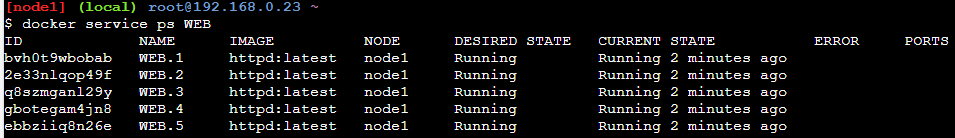 [node1] (local) root@192.168.0.23 ~
$ docker service ps WEB
ID NAME IMAGE NODE DESIRED STATE CURRENT STATE ERROR PORTS
bvh0t9wbobab WEB.1 httpd:latest node1 Running Running 2 minutes ago
2e33nlqop49f WEB.2 httpd:latest node1 Running Running 2 minutes ago
q8szmganl29y WEB.3 httpd:latest node1 Running Running 2 minutes ago
gbotegam4jn8 WEB.4 httpd:latest node1 Running Running 2 minutes ago
ebbziiq8n26e WEB.5 httpd:latest node1 Running Running 2 minutes ago